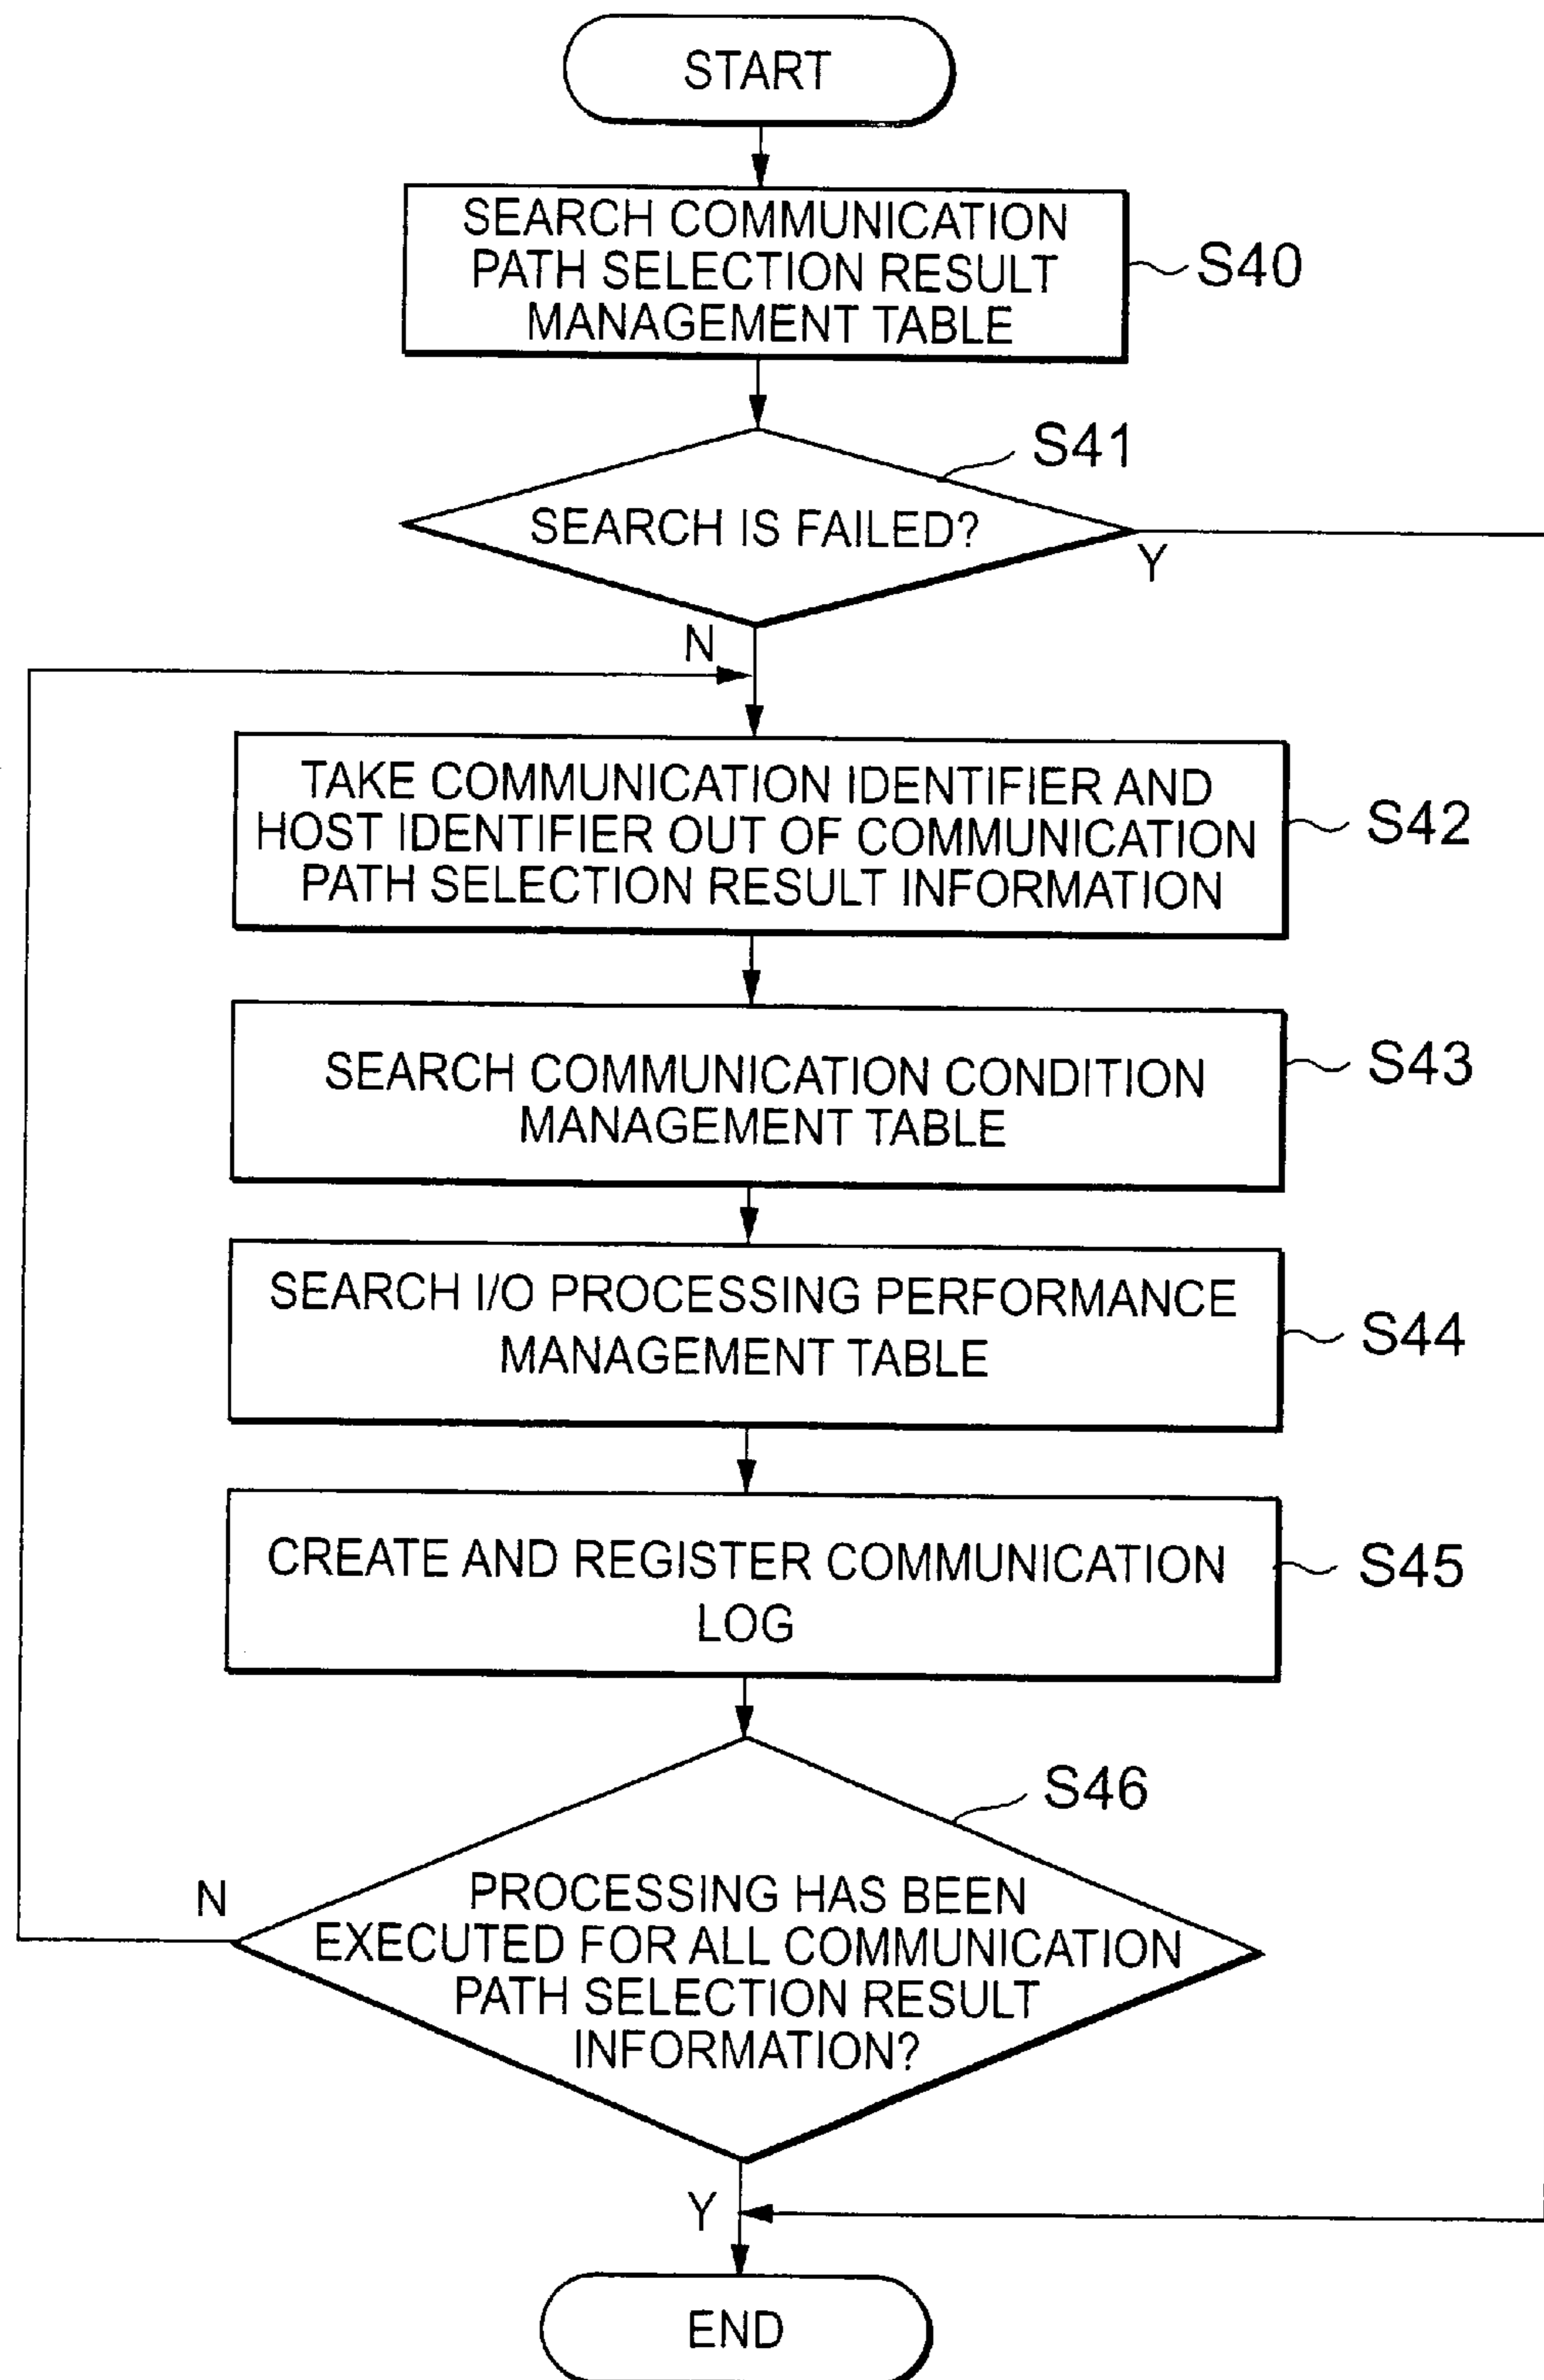 START
SEARCH COMMUNICATION
PATH SELECTION RESULT
MANAGEMENT TABLE
S40
S41
SEARCH IS FAILED?
Y
N
TAKE COMMUNICATION IDENTIFIER AND
HOST IDENTIFIER OUT OF COMMUNICATION
PATH SELECTION RESULT INFORMATION
S42
SEARCH COMMUNICATION CONDITION
MANAGEMENT TABLE
S43
SEARCH I/O PROCESSING PERFORMANCE
MANAGEMENT TABLE
S44
CREATE AND REGISTER COMMUNICATION
LOG
S45
S46
N
PROCESSING HAS BEEN
EXECUTED FOR ALL COMMUNICATION
PATH SELECTION RESULT
INFORMATION?
Y
END